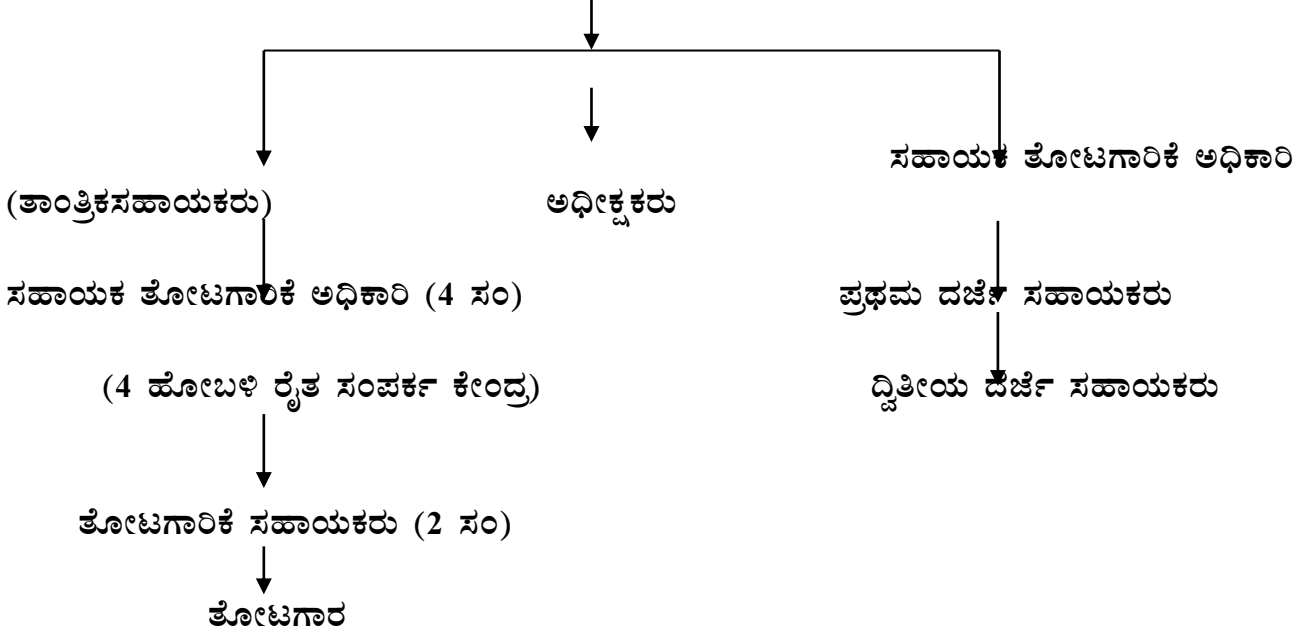 ಸಹಾಯಕ ತೋಟಗಾರಿಕೆ ಅಧಿಕಾರಿ
(ತಾಂತ್ರಿಕಸಹಾಯಕರು) ಅಧೀಕ್ಷಕರು
ಸಹಾಯಕ ತೋಟಗಾರಿಕೆ ಅಧಿಕಾರಿ (4 ಸಂ) ಪ್ರಥಮ ದರ್ಜೆ ಸಹಾಯಕರು
(4 ಹೋಬಳಿ ರೈತ ಸಂಪರ್ಕ ಕೇಂದ್ರ) ದ್ವಿತೀಯ ದರ್ಜೆ ಸಹಾಯಕರು
ತೋಟಗಾರಿಕೆ ಸಹಾಯಕರು (2 ಸಂ)
ತೋಟಗಾರ